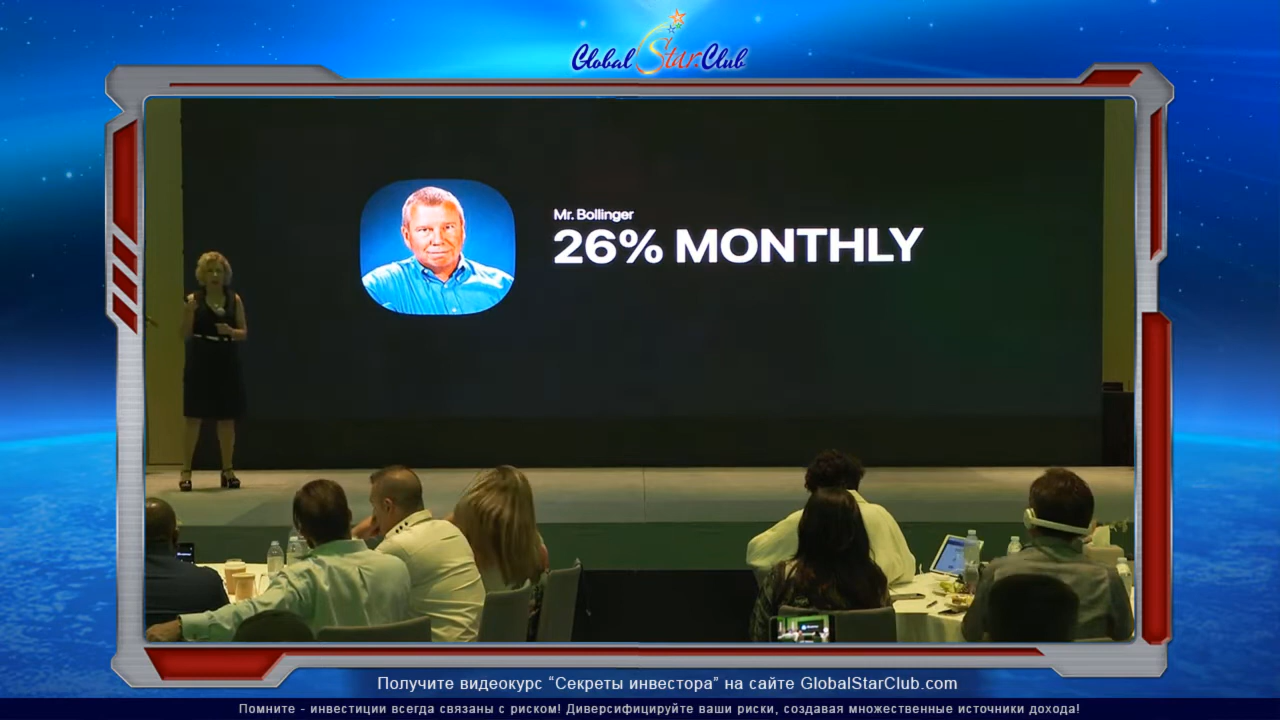 Global Star Club
Mr. Bollinger
26% MONTHLY
Получите видеокурс “Секреты инвестора” на сайте GlobalStarClub.com
Помните - инвестиции всегда связаны с риском! Диверсифицируйте ваши риски, создавая множественные источники дохода!